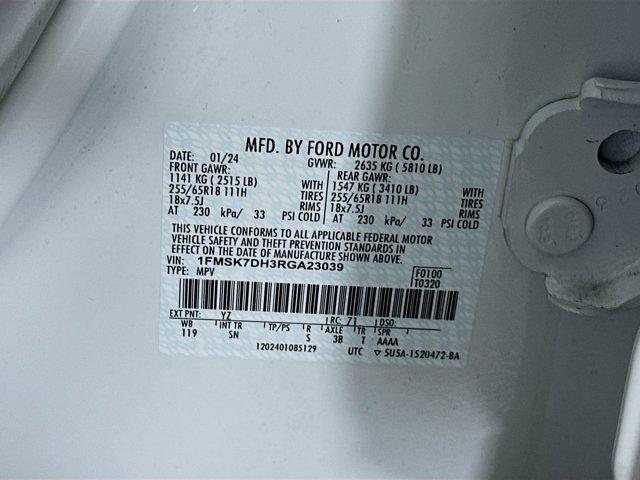 MFD. BY FORD MOTOR CO.
DATE: 01/24 GVWR: 2635 KG ( 5810 LB)
FRONT GAWR: REAR GAWR:
1141 KG ( 2515 LB) WITH 1547 KG ( 3410 LB) WITH
255/65R18 111H TIRES 255/65R18 111H TIRES
18x7.5J RIMS 18x7.5J RIMS
AT 230 kPa/ 33 PSI COLD AT 230 kPa/ 33 PSI COLD
THIS VEHICLE CONFORMS TO ALL APPLICABLE FEDERAL MOTOR
VEHICLE SAFETY AND THEFT PREVENTION STANDARDS IN
EFFECT ON THE DATE OF MANUFACTURE SHOWN ABOVE.
VIN: 1FMSK7DH3RGA23039 F0100
TYPE: MPV T0320
EXT PNT: YZ RC: 71 DSO:
WB INT TR TP/PS R AXLE TR SPR
119 SN S 3B T AAAA
1202401085129 UTC ▽ 5U5A-1520472-BA